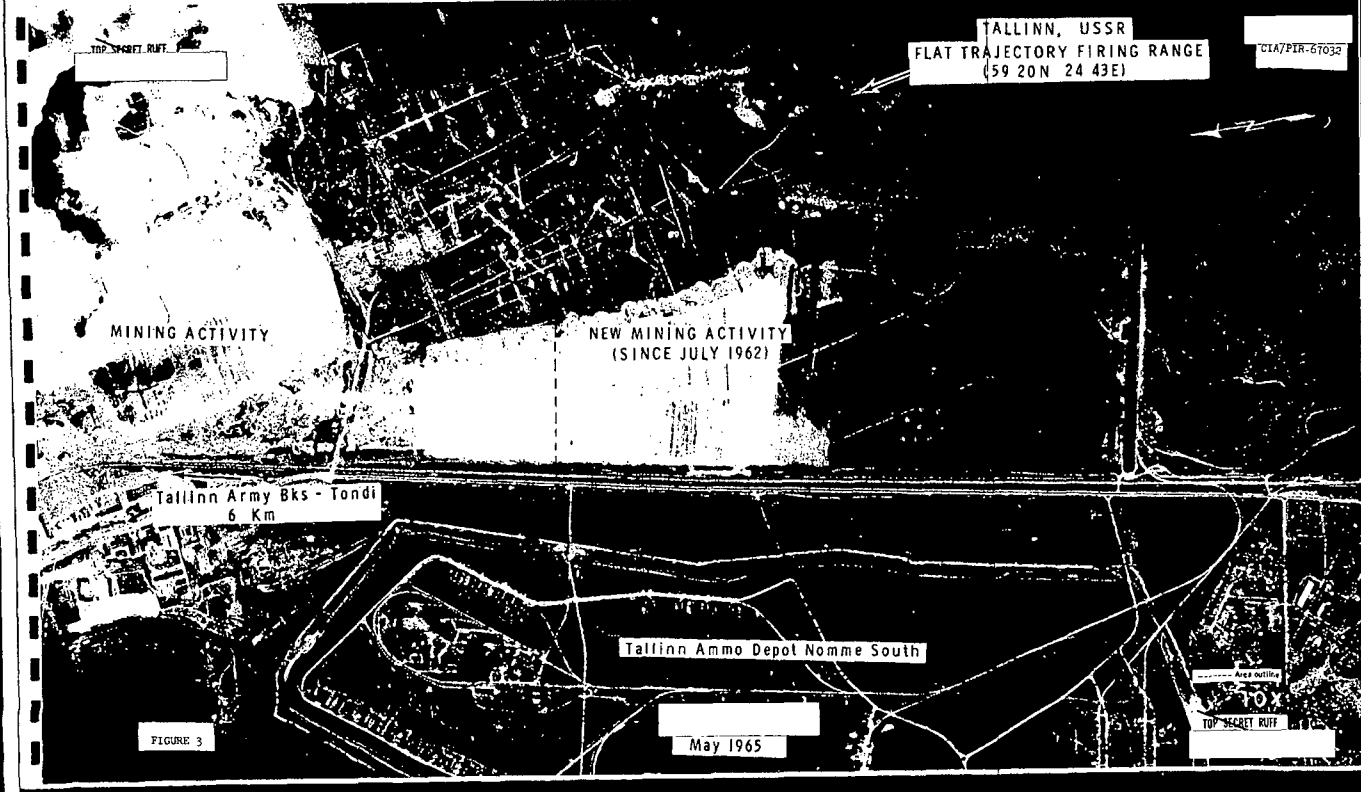 TOP SECRET RUFF
TALLINN, USSR
FLAT TRAJECTORY FIRING RANGE
(59 20N 24 43E)
CIA/PIR-67032
MINING ACTIVITY
NEW MINING ACTIVITY
(SINCE JULY 1962)
Tallinn Army Bks - Tondi
6 Km
Tallinn Ammo Depot Nomme South
Area outline
10X
TOP SECRET RUFF
FIGURE 3
May 1965